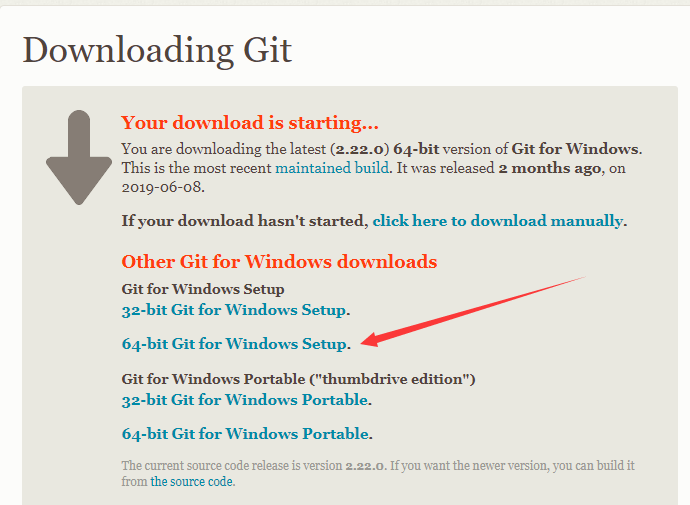 Downloading Git
Your download is starting...
You are downloading the latest (2.22.0) 64-bit version of Git for Windows.
This is the most recent maintained build. It was released 2 months ago, on
2019-06-08.
If your download hasn't started, click here to download manually.
Other Git for Windows downloads
Git for Windows Setup
32-bit Git for Windows Setup.
64-bit Git for Windows Setup.
Git for Windows Portable ("thumbdrive edition")
32-bit Git for Windows Portable.
64-bit Git for Windows Portable.
The current source code release is version 2.22.0. If you want the newer version, you can build it
from the source code.